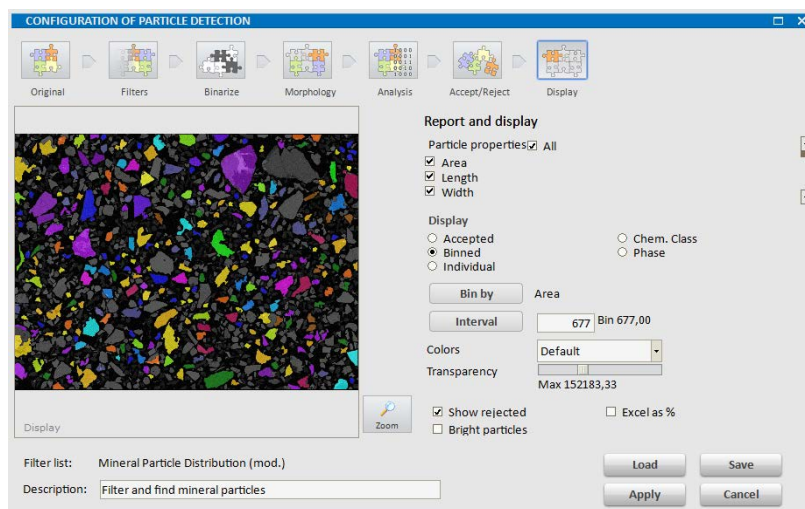 CONFIGURATION OF PARTICLE DETECTION
Original Filters Binarize Morphology Analysis Accept/Reject Display
Report and display
Particle properties All
Area
Length
Width
Display
Accepted Chem. Class
Binned Phase
Individual
Bin by Area
Interval 677 Bin 677,00
Colors Default
Transparency
Max 152183,33
Show rejected Excel as %
Bright particles
Display
Zoom
Filter list: Mineral Particle Distribution (mod.)
Description: Filter and find mineral particles
Load Save
Apply Cancel